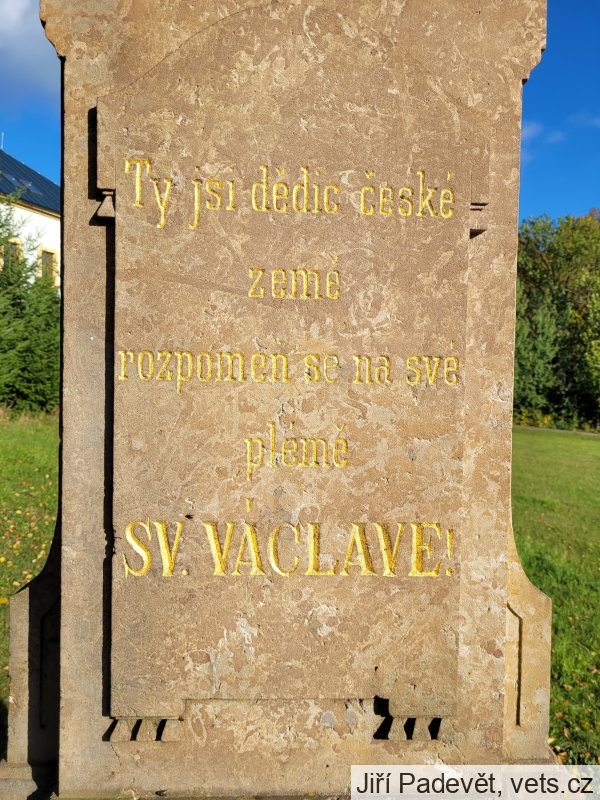 Ty jsi dědic české
země
rozpomeň se na své
plémě
SV. VÁCLAVE!
Jiří Padevět, vets.cz